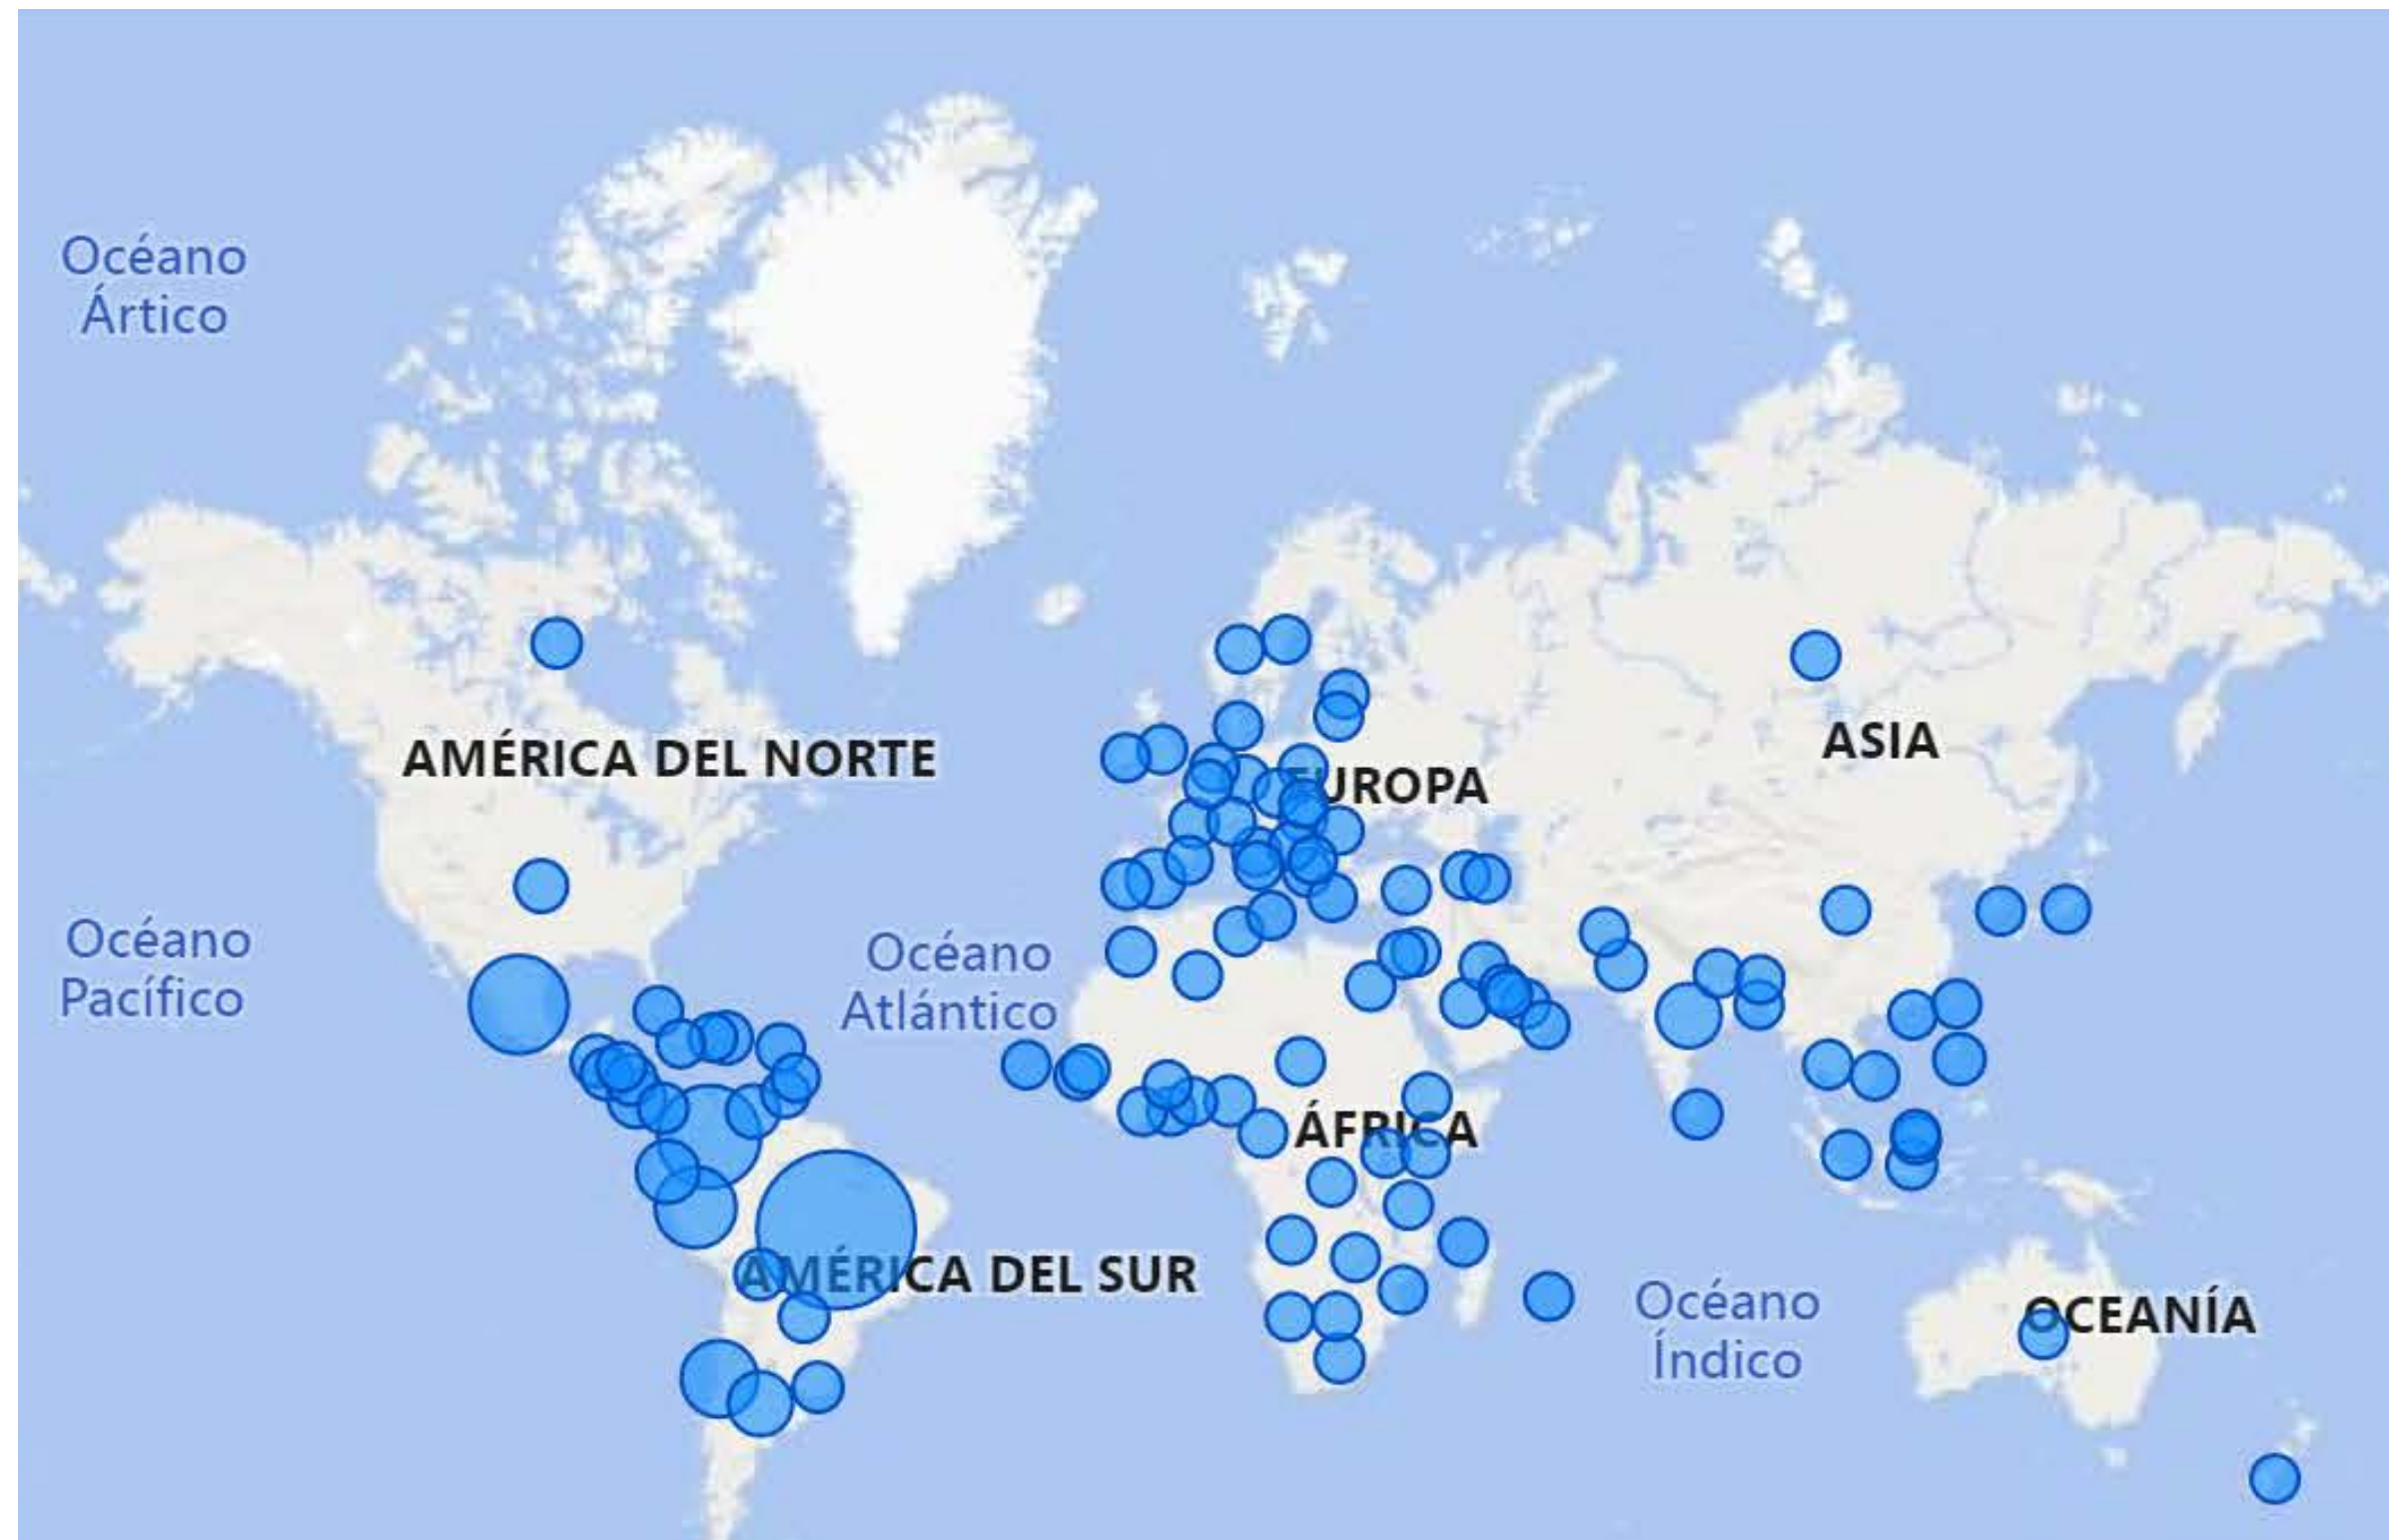 Océano
Ártico
AMÉRICA DEL NORTE
ASIA
EUROPA
Océano
Pacífico
Océano
Atlántico
ÁFRICA
AMÉRICA DEL SUR
Océano
Índico
OCEANÍA